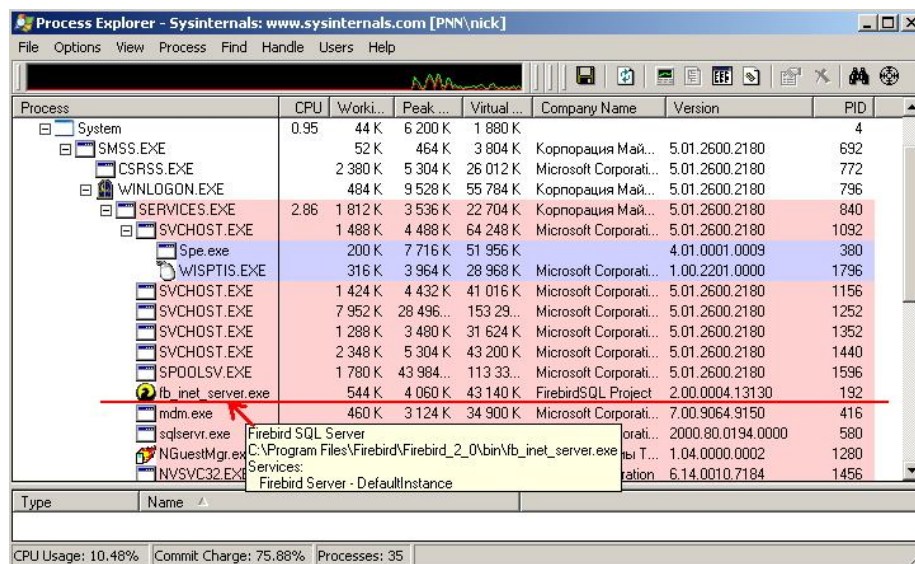 Process Explorer - Sysinternals: www.sysinternals.com [PNN\nick]
File Options View Process Find Handle Users Help
Process CPU Worki... Peak ... Virtual ... Company Name Version PID
System 0.95 44 K 6 200 K 1 880 K 4
SMSS.EXE 52 K 464 K 3 804 K Корпорация Май... 5.01.2600.2180 692
CSRSS.EXE 2 380 K 5 304 K 26 012 K Microsoft Corporati... 5.01.2600.2180 772
WINLOGON.EXE 484 K 9 528 K 55 784 K Корпорация Май... 5.01.2600.2180 796
SERVICES.EXE 2.86 1 812 K 3 536 K 22 704 K Корпорация Май... 5.01.2600.2180 840
SVCHOST.EXE 1 488 K 4 488 K 64 248 K Microsoft Corporati... 5.01.2600.2180 1092
Spe.exe 200 K 7 716 K 51 956 K 4.01.0001.0009 380
WISPTIS.EXE 316 K 3 964 K 28 968 K Microsoft Corporati... 1.00.2201.0000 1796
SVCHOST.EXE 1 424 K 4 432 K 41 016 K Microsoft Corporati... 5.01.2600.2180 1156
SVCHOST.EXE 7 952 K 28 496... 153 29... Microsoft Corporati... 5.01.2600.2180 1252
SVCHOST.EXE 1 288 K 3 480 K 31 624 K Microsoft Corporati... 5.01.2600.2180 1352
SVCHOST.EXE 2 348 K 5 304 K 43 200 K Microsoft Corporati... 5.01.2600.2180 1440
SPOOLSV.EXE 1 780 K 43 984... 113 33... Microsoft Corporati... 5.01.2600.2180 1596
fb_inet_server.exe 544 K 4 060 K 43 140 K FirebirdSQL Project 2.00.0004.13130 192
mdm.exe 460 K 3 124 K 34 900 K Microsoft Corporati... 7.00.9064.9150 416
sqlservr.exe orati... 2000.80.0194.0000 580
NGuestMgr.ex ы Т... 1.04.0000.0002 1280
NVSVC32.EXE ration 6.14.0010.7184 1456
Firebird SQL Server
C:\Program Files\Firebird\Firebird_2_0\bin\fb_inet_server.exe
Services:
Firebird Server - DefaultInstance
Type Name
CPU Usage: 10.48% Commit Charge: 75.88% Processes: 35